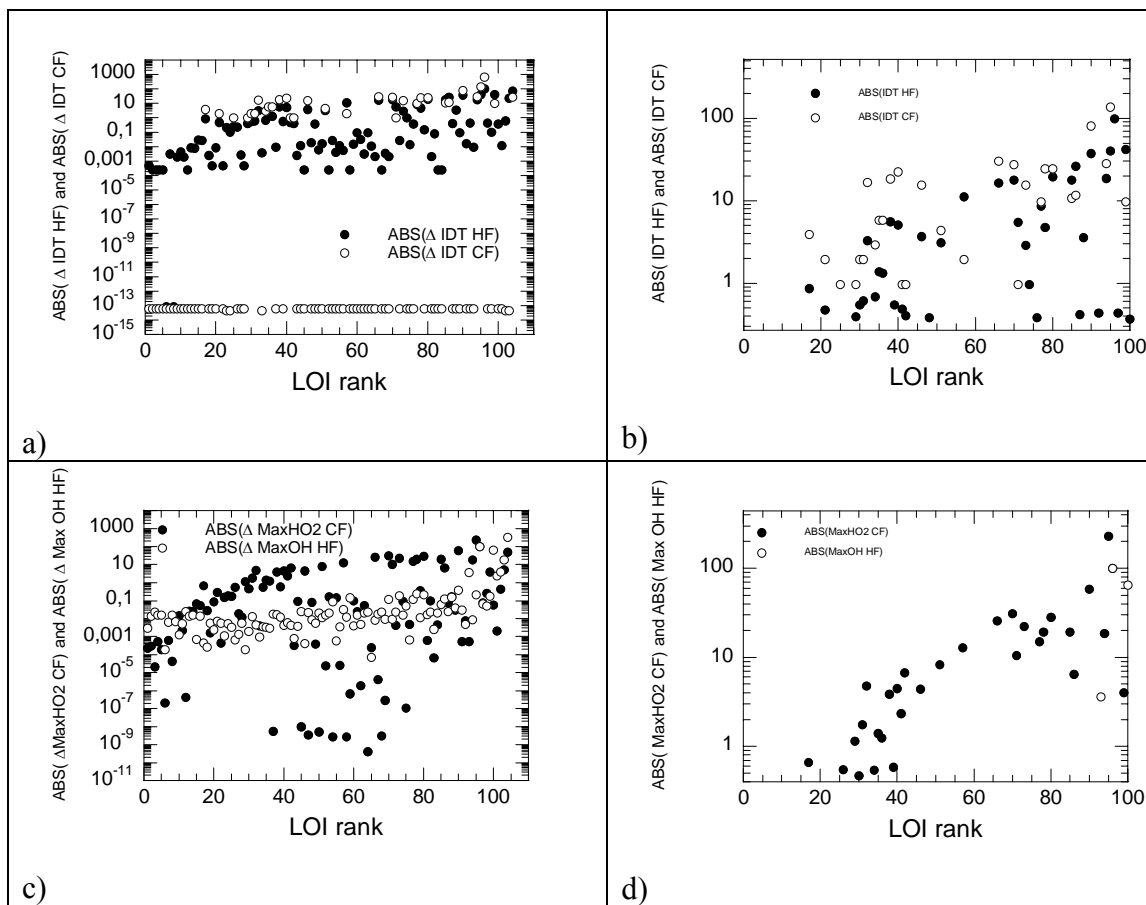 ABS( Δ IDT HF) and ABS( Δ IDT CF)
1000
10
0,1
0,001
10-5
10-7
10-9
10-11
10-13
10-15
ABS(Δ IDT HF)
ABS(Δ IDT CF)
0 20 40 60 80 100
LOI rank
a)
ABS( IDT HF) and ABS( IDT CF)
100
10
1
ABS(IDT HF)
ABS(IDT CF)
0 20 40 60 80 100
LOI rank
b)
ABS( ΔMaxHO2 CF) and ABS( Δ Max OH HF)
1000
10
0,1
0,001
10-5
10-7
10-9
10-11
ABS(Δ MaxHO2 CF)
ABS(Δ MaxOH HF)
0 20 40 60 80 100
LOI rank
c)
ABS( MaxHO2 CF) and ABS( Max OH HF)
100
10
1
ABS(MaxHO2 CF)
ABS(MaxOH HF)
0 20 40 60 80 100
LOI rank
d)